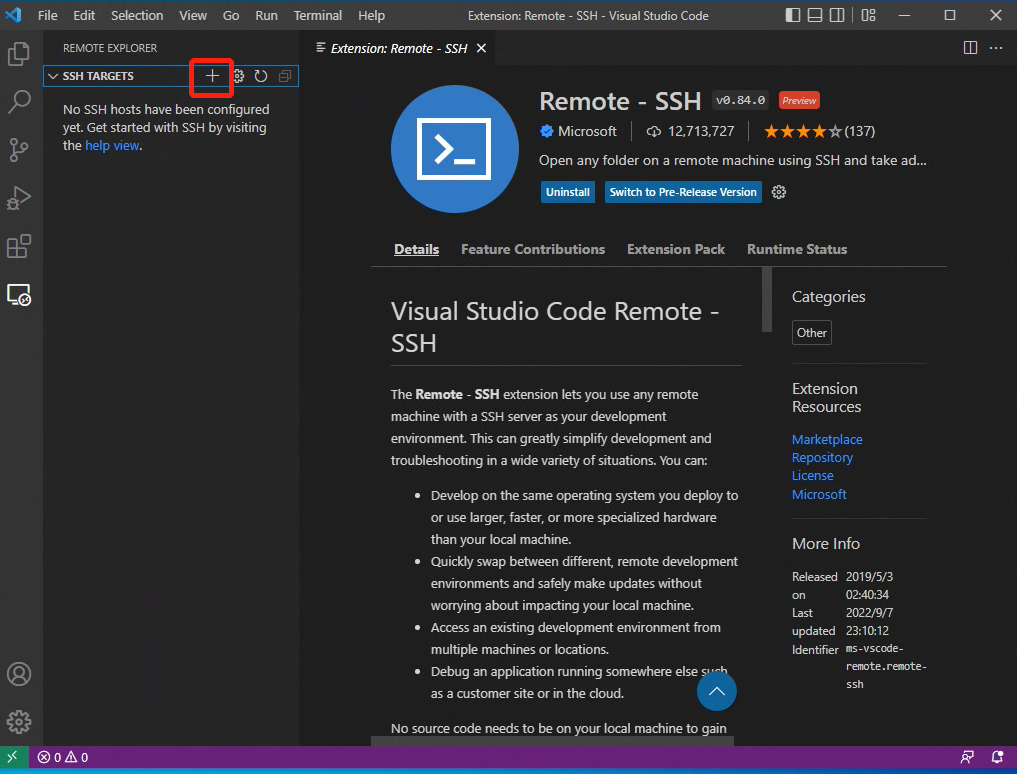 File Edit Selection View Go Run Terminal Help
Extension: Remote - SSH - Visual Studio Code
REMOTE EXPLORER
SSH TARGETS
No SSH hosts have been configured
yet. Get started with SSH by visiting
the help view.
Extension: Remote - SSH
Remote - SSH v0.84.0 Preview
Microsoft 12,713,727 (137)
Open any folder on a remote machine using SSH and take ad...
Uninstall Switch to Pre-Release Version
Details Feature Contributions Extension Pack Runtime Status
Visual Studio Code Remote -
SSH
The Remote - SSH extension lets you use any remote
machine with a SSH server as your development
environment. This can greatly simplify development and
troubleshooting in a wide variety of situations. You can:
• Develop on the same operating system you deploy to
or use larger, faster, or more specialized hardware
than your local machine.
• Quickly swap between different, remote development
environments and safely make updates without
worrying about impacting your local machine.
• Access an existing development environment from
multiple machines or locations.
• Debug an application running somewhere else such
as a customer site or in the cloud.
No source code needs to be on your local machine to gain
Categories
Other
Extension
Resources
Marketplace
Repository
License
Microsoft
More Info
Released 2019/5/3
on 02:40:34
Last 2022/9/7
updated 23:10:12
Identifier ms-vscode-
remote.remote-
ssh
0 0